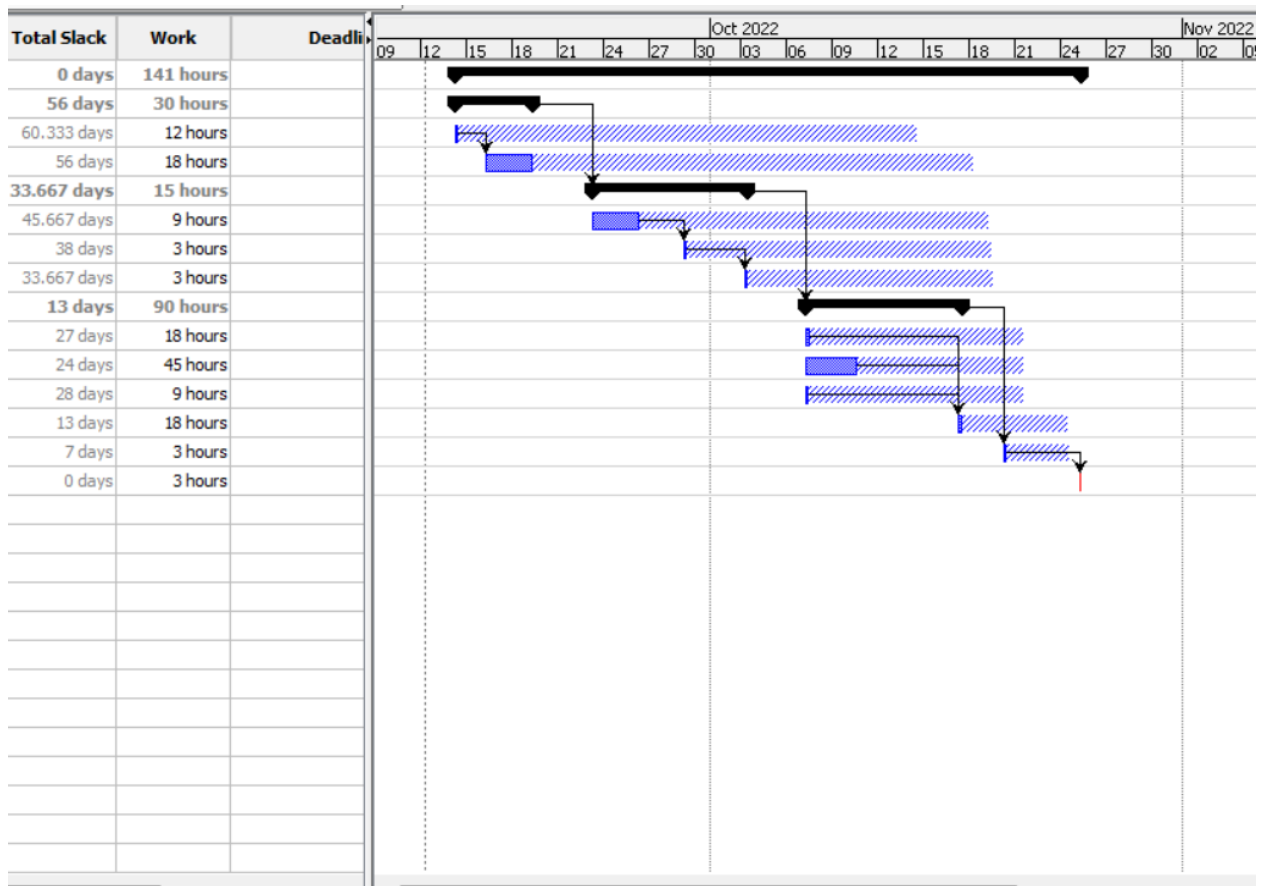 Total Slack Work Deadli
Oct 2022 Nov 2022
09 12 15 18 21 24 27 30 03 06 09 12 15 18 21 24 27 30 02 05
0 days 141 hours
56 days 30 hours
60.333 days 12 hours
56 days 18 hours
33.667 days 15 hours
45.667 days 9 hours
38 days 3 hours
33.667 days 3 hours
13 days 90 hours
27 days 18 hours
24 days 45 hours
28 days 9 hours
13 days 18 hours
7 days 3 hours
0 days 3 hours